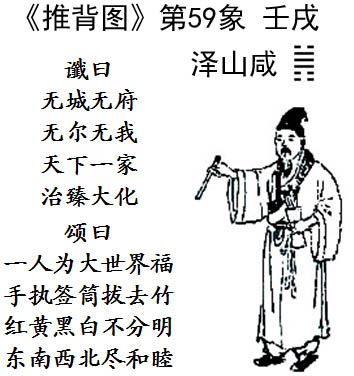 《推背图》第59象 壬戌
泽山咸 ䷞
谶曰
无城无府
无尔无我
天下一家
治臻大化
颂曰
一人为大世界福
手执签筒拔去竹
红黄黑白不分明
东南西北尽和睦